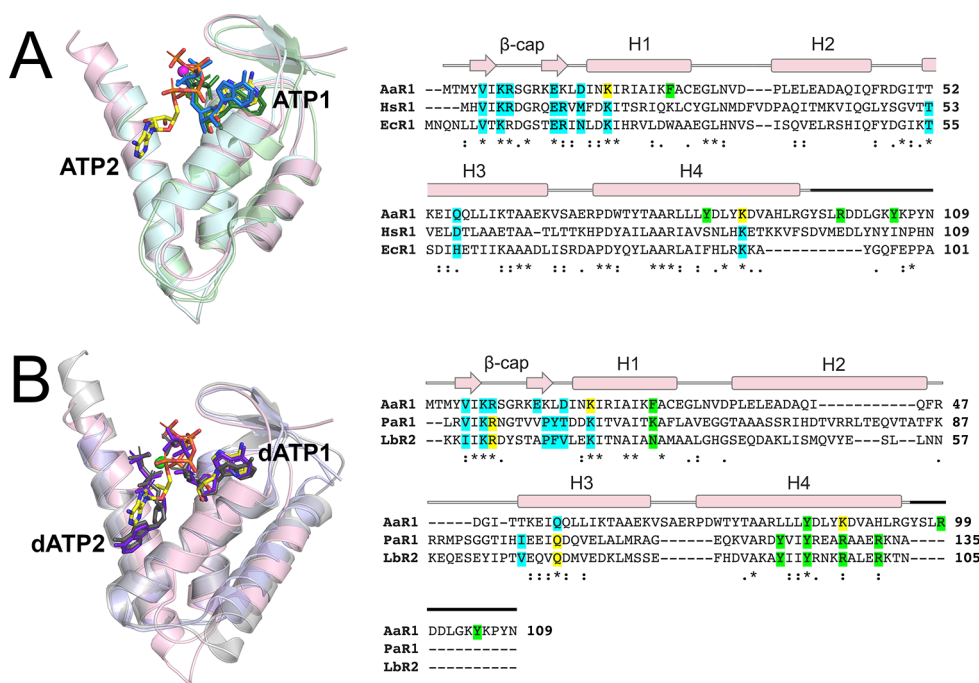 A
ATP1
ATP2
β-cap H1 H2
AaR1 --MTMYVIKRSGRKEKLDINKIRIAIKFACEGLNVD--PLELEADAQIQFRDGITT 52
HsR1 ----MHVIKRDGRQERVMFDKITSRIQKLCYGLNMDFVDPAQITMKVIQGLYSGVTT 53
EcR1 MNQNLLVTKRDGSTERINLDKIHRVLDWAAEGLHNVS--ISQVELRSHIQFYDGIKT 55
H3 H4
AaR1 KEIQQLLIKTAAEKVSAERPDWTYTAARLLLYDLYKDVAHLRGYSLRDDLGKYKPYN 109
HsR1 VELDTLAAETAA-TLTTKHPDYAILAARIAVSNLHKETKKVFSDVMEDLYNYINPHN 109
EcR1 SDIHETIIKAAADLISRDAPDYQYLAARLAIFHLRKKA----------YGQFEPPA 101
B
dATP1
dATP2
β-cap H1 H2
AaR1 MTMYVIKRSGRKEKLDINKIRIAIKFACEGLNVDPLELEADAQI----------QFR 47
PaR1 --LRVIKRNGTVVPYTDDKITVAITKAFLAVEGGTAAASSRIHDTVRRLTEQVTATFK 87
LbR2 --KKIIKRDYSTAPFVLEKITNAITNAMLALGHGSEQDAKLISMQVYE--SL--LNN 57
H3 H4
AaR1 -----DGI-TTKEIQQLLIKTAAEKVSAERPDWTYTAARLLLYDLYKDVAHLRGYSLR 99
PaR1 RRMPSGGTIHIEEIQDQVELALMRAG------EQKVARDYVIYREARAAERKNA---- 135
LbR2 KEQESEYIPTVEQVQDMVEDKLMSSE------FHDVAKAYIIYRNKRALERKTN---- 105
AaR1 DDLGKYKPYN 109
PaR1 ----------
LbR2 ----------